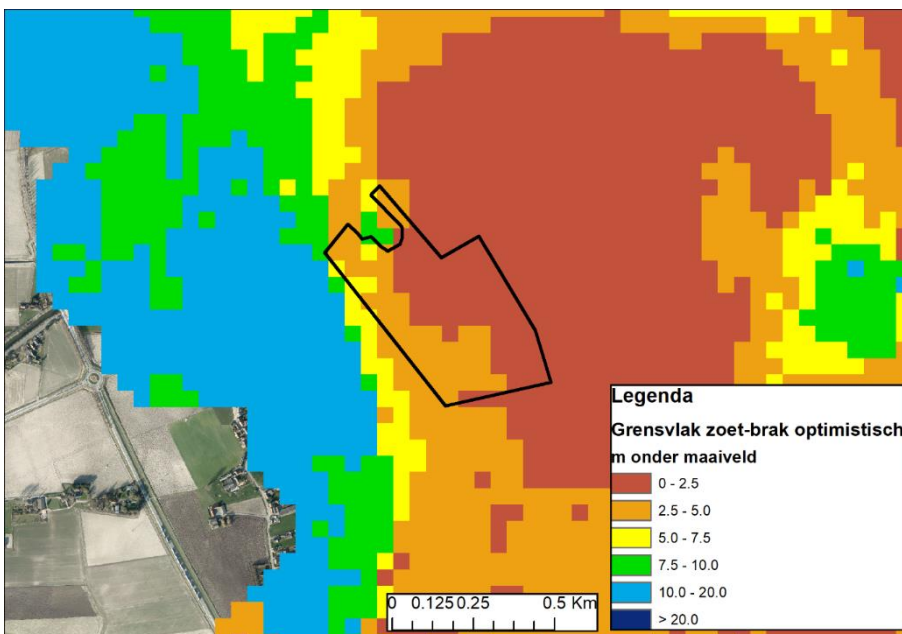 Legenda
Grensvlak zoet-brak optimistisch
m onder maaiveld
0 - 2.5
2.5 - 5.0
5.0 - 7.5
7.5 - 10.0
10.0 - 20.0
> 20.0
0 0.125 0.25 0.5 Km